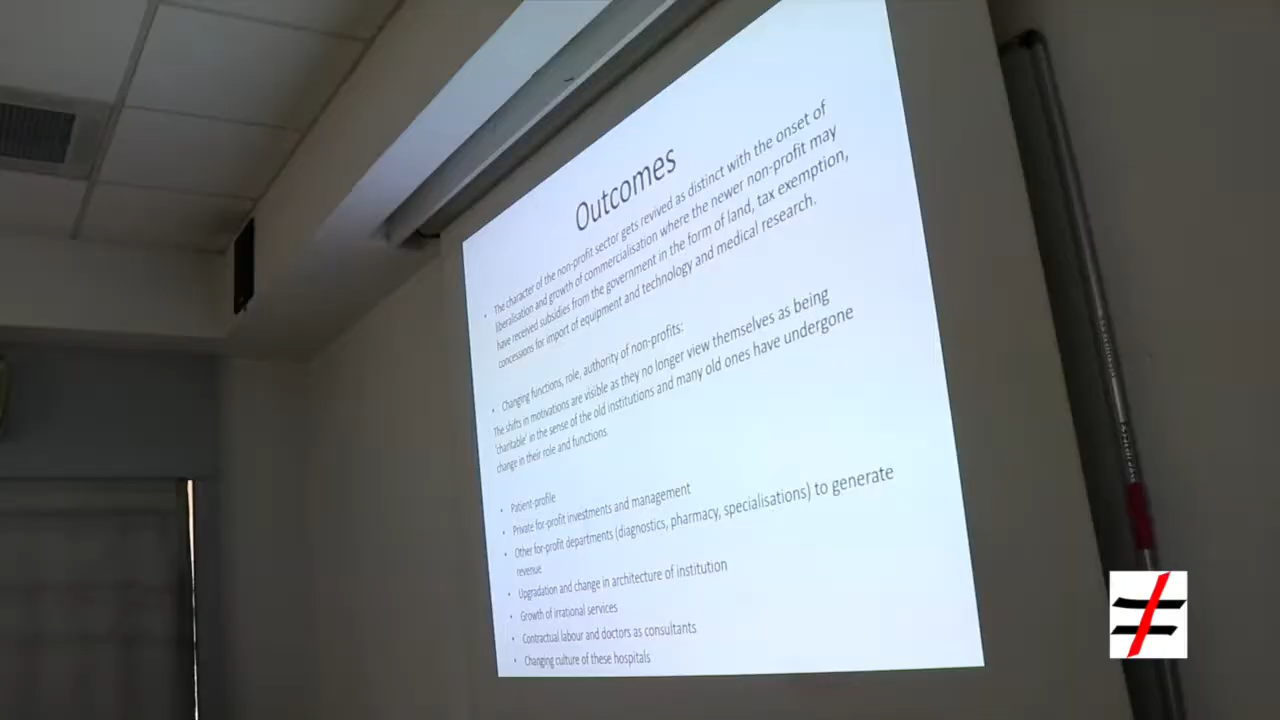 Outcomes
• The character of the non-profit sector gets revived as distinct with the onset of
liberalisation and growth of commercialisation where the newer non-profit may
have received subsidies from the government in the form of land, tax exemption,
concessions for import of equipment and technology and medical research.
• Changing functions, role, authority of non-profits:
The shifts in motivations are visible as they no longer view themselves as being
'charitable' in the sense of the old institutions and many old ones have undergone
change in their role and functions.
• Patient-profile
• Private for-profit investments and management
• Other for-profit departments (diagnostics, pharmacy, specialisations) to generate
revenue
• Upgradation and change in architecture of institution
• Growth of irrational services
• Contractual labour and doctors as consultants
• Changing culture of these hospitals